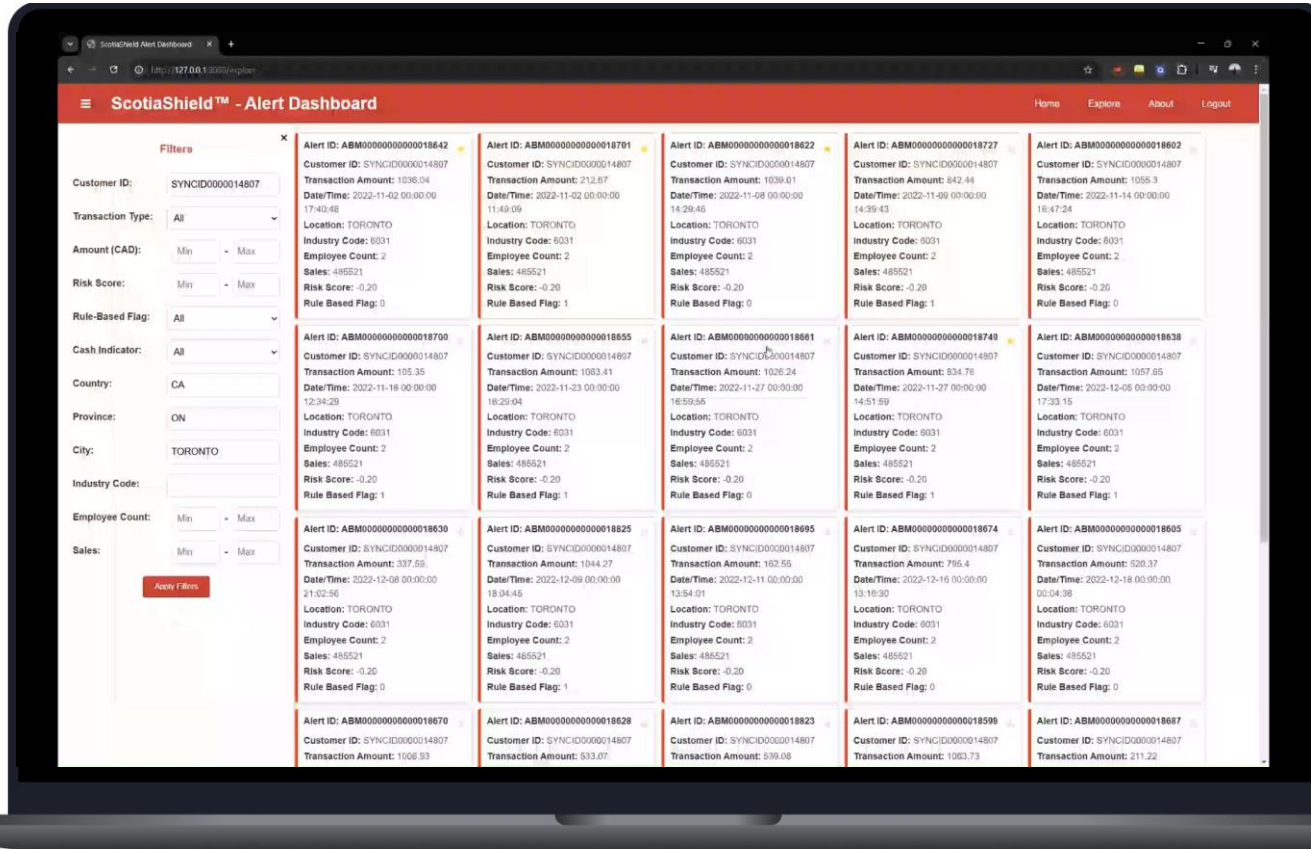 ScotiaShield Alert Dashboard
http://127.0.0.1:3000/explore
ScotiaShield™ - Alert Dashboard
Home Explore About Logout
Filters
Customer ID: SYNCID0000014807
Transaction Type: All
Amount (CAD): Min - Max
Risk Score: Min - Max
Rule-Based Flag: All
Cash Indicator: All
Country: CA
Province: ON
City: TORONTO
Industry Code:
Employee Count: Min - Max
Sales: Min - Max
Apply Filters
Alert ID: ABM00000000000018642
Customer ID: SYNCID0000014807
Transaction Amount: 1036.04
Date/Time: 2022-11-02 00:00:00
17:40:48
Location: TORONTO
Industry Code: 6031
Employee Count: 2
Sales: 485521
Risk Score: -0.20
Rule Based Flag: 0
Alert ID: ABM00000000000018701
Customer ID: SYNCID0000014807
Transaction Amount: 212.67
Date/Time: 2022-11-02 00:00:00
11:49:09
Location: TORONTO
Industry Code: 6031
Employee Count: 2
Sales: 485521
Risk Score: -0.20
Rule Based Flag: 1
Alert ID: ABM00000000000018622
Customer ID: SYNCID0000014807
Transaction Amount: 1039.01
Date/Time: 2022-11-08 00:00:00
14:29:46
Location: TORONTO
Industry Code: 6031
Employee Count: 2
Sales: 485521
Risk Score: -0.20
Rule Based Flag: 0
Alert ID: ABM00000000000018727
Customer ID: SYNCID0000014807
Transaction Amount: 842.44
Date/Time: 2022-11-09 00:00:00
14:39:43
Location: TORONTO
Industry Code: 6031
Employee Count: 2
Sales: 485521
Risk Score: -0.20
Rule Based Flag: 1
Alert ID: ABM00000000000018602
Customer ID: SYNCID0000014807
Transaction Amount: 1055.3
Date/Time: 2022-11-14 00:00:00
16:47:24
Location: TORONTO
Industry Code: 6031
Employee Count: 2
Sales: 485521
Risk Score: -0.20
Rule Based Flag: 0
Alert ID: ABM00000000000018700
Customer ID: SYNCID0000014807
Transaction Amount: 105.35
Date/Time: 2022-11-16 00:00:00
12:34:29
Location: TORONTO
Industry Code: 6031
Employee Count: 2
Sales: 485521
Risk Score: -0.20
Rule Based Flag: 1
Alert ID: ABM00000000000018655
Customer ID: SYNCID0000014807
Transaction Amount: 1083.41
Date/Time: 2022-11-23 00:00:00
16:29:04
Location: TORONTO
Industry Code: 6031
Employee Count: 2
Sales: 485521
Risk Score: -0.20
Rule Based Flag: 1
Alert ID: ABM00000000000018661
Customer ID: SYNCID0000014807
Transaction Amount: 1026.24
Date/Time: 2022-11-27 00:00:00
16:59:55
Location: TORONTO
Industry Code: 6031
Employee Count: 2
Sales: 485521
Risk Score: -0.20
Rule Based Flag: 0
Alert ID: ABM00000000000018749
Customer ID: SYNCID0000014807
Transaction Amount: 834.76
Date/Time: 2022-11-27 00:00:00
14:51:59
Location: TORONTO
Industry Code: 6031
Employee Count: 2
Sales: 485521
Risk Score: -0.20
Rule Based Flag: 1
Alert ID: ABM00000000000018638
Customer ID: SYNCID0000014807
Transaction Amount: 1057.65
Date/Time: 2022-12-05 00:00:00
17:33:15
Location: TORONTO
Industry Code: 6031
Employee Count: 2
Sales: 485521
Risk Score: -0.20
Rule Based Flag: 1
Alert ID: ABM00000000000018630
Customer ID: SYNCID0000014807
Transaction Amount: 337.59
Date/Time: 2022-12-08 00:00:00
21:02:56
Location: TORONTO
Industry Code: 6031
Employee Count: 2
Sales: 485521
Risk Score: -0.20
Rule Based Flag: 0
Alert ID: ABM00000000000018825
Customer ID: SYNCID0000014807
Transaction Amount: 1044.27
Date/Time: 2022-12-09 00:00:00
18:04:45
Location: TORONTO
Industry Code: 6031
Employee Count: 2
Sales: 485521
Risk Score: -0.20
Rule Based Flag: 1
Alert ID: ABM00000000000018695
Customer ID: SYNCID0000014807
Transaction Amount: 162.55
Date/Time: 2022-12-11 00:00:00
13:54:01
Location: TORONTO
Industry Code: 6031
Employee Count: 2
Sales: 485521
Risk Score: -0.20
Rule Based Flag: 0
Alert ID: ABM00000000000018674
Customer ID: SYNCID0000014807
Transaction Amount: 795.4
Date/Time: 2022-12-16 00:00:00
13:16:30
Location: TORONTO
Industry Code: 6031
Employee Count: 2
Sales: 485521
Risk Score: -0.20
Rule Based Flag: 0
Alert ID: ABM00000000000018605
Customer ID: SYNCID0000014807
Transaction Amount: 520.37
Date/Time: 2022-12-18 00:00:00
00:04:38
Location: TORONTO
Industry Code: 6031
Employee Count: 2
Sales: 485521
Risk Score: -0.20
Rule Based Flag: 0
Alert ID: ABM00000000000018670
Customer ID: SYNCID0000014807
Transaction Amount: 1006.93
Alert ID: ABM00000000000018628
Customer ID: SYNCID0000014807
Transaction Amount: 533.07
Alert ID: ABM00000000000018823
Customer ID: SYNCID0000014807
Transaction Amount: 539.08
Alert ID: ABM00000000000018598
Customer ID: SYNCID0000014807
Transaction Amount: 1063.73
Alert ID: ABM00000000000018687
Customer ID: SYNCID0000014807
Transaction Amount: 211.22